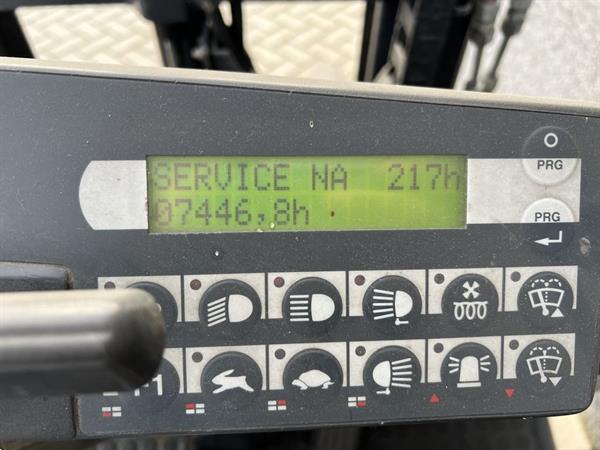 SERVICE NA 217h
07446,8h
PRG
PRG